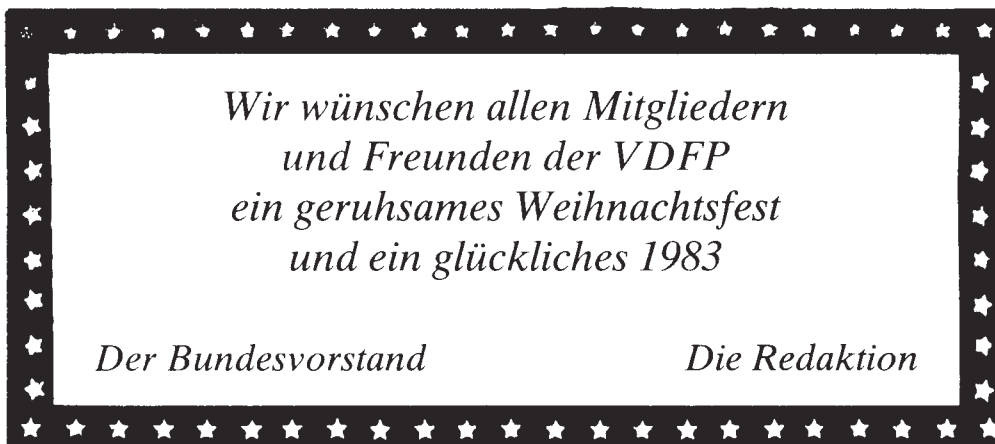 Wir wünschen allen Mitgliedern
und Freunden der VDFP
ein geruhsames Weihnachtsfest
und ein glückliches 1983
Der Bundesvorstand Die Redaktion